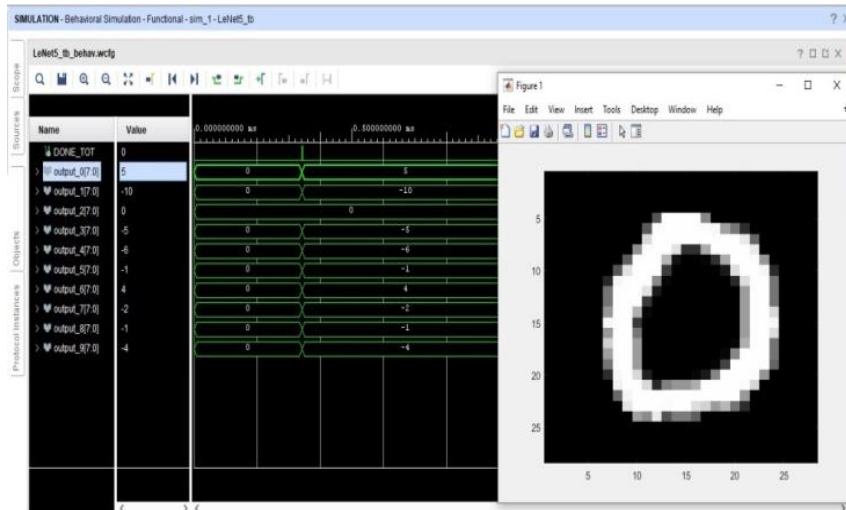 SIMULATION - Behavioral Simulation - Functional - sim_1 - LeNet5_tb
LeNet5_tb_behav.wcfg
Scope
Sources
Objects
Protocol Instances
Name Value 0.000000000 ms 0.500000000 ms
DONE_TOT 0
output_0[7:0] 5 0 5
output_1[7:0] -10 0 -10
output_2[7:0] 0 0
output_3[7:0] -5 0 -5
output_4[7:0] -6 0 -6
output_5[7:0] -1 0 -1
output_6[7:0] 4 0 4
output_7[7:0] -2 0 -2
output_8[7:0] -1 0 -1
output_9[7:0] -4 0 -4
Figure 1
File Edit View Insert Tools Desktop Window Help
5
10
15
20
25
5 10 15 20 25